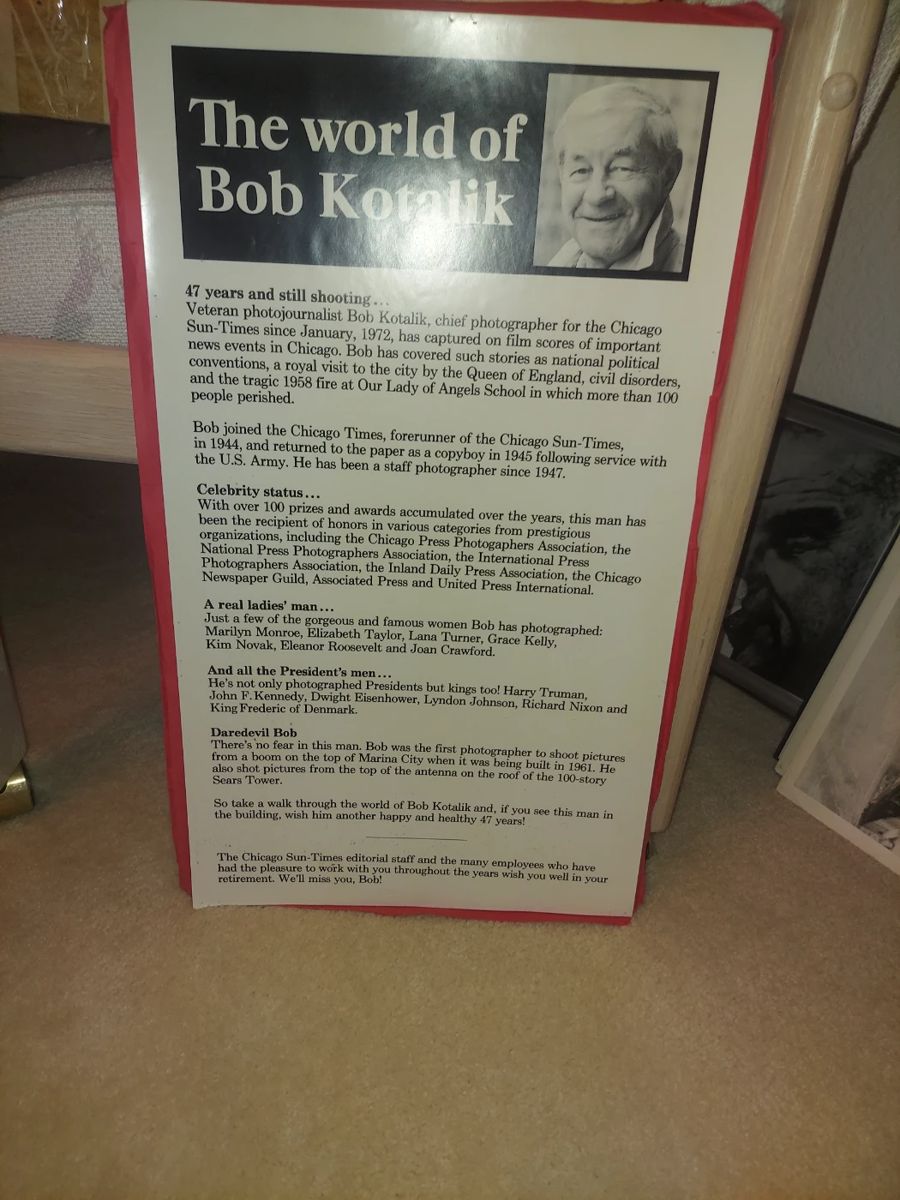 The world of
Bob Kotalik
47 years and still shooting...
Veteran photojournalist Bob Kotalik, chief photographer for the Chicago
Sun-Times since January, 1972, has captured on film scores of important
news events in Chicago. Bob has covered such stories as national political
conventions, a royal visit to the city by the Queen of England, civil disorders,
and the tragic 1958 fire at Our Lady of Angels School in which more than 100
people perished.
Bob joined the Chicago Times, forerunner of the Chicago Sun-Times,
in 1944, and returned to the paper as a copyboy in 1945 following service with
the U.S. Army. He has been a staff photographer since 1947.
Celebrity status...
With over 100 prizes and awards accumulated over the years, this man has
been the recipient of honors in various categories from prestigious
organizations, including the Chicago Press Photogaphers Association, the
National Press Photographers Association, the International Press
Photographers Association, the Inland Daily Press Association, the Chicago
Newspaper Guild, Associated Press and United Press International.
A real ladies' man...
Just a few of the gorgeous and famous women Bob has photographed:
Marilyn Monroe, Elizabeth Taylor, Lana Turner, Grace Kelly,
Kim Novak, Eleanor Roosevelt and Joan Crawford.
And all the President's men...
He's not only photographed Presidents but kings too! Harry Truman,
John F. Kennedy, Dwight Eisenhower, Lyndon Johnson, Richard Nixon and
King Frederic of Denmark.
Daredevil Bob
There's no fear in this man. Bob was the first photographer to shoot pictures
from a boom on the top of Marina City when it was being built in 1961. He
also shot pictures from the top of the antenna on the roof of the 100-story
Sears Tower.
So take a walk through the world of Bob Kotalik and, if you see this man in
the building, wish him another happy and healthy 47 years!
The Chicago Sun-Times editorial staff and the many employees who have
had the pleasure to work with you throughout the years wish you well in your
retirement. We'll miss you, Bob!